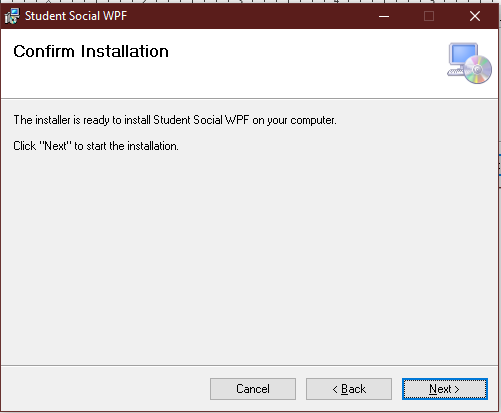 Student Social WPF
Confirm Installation
The installer is ready to install Student Social WPF on your computer.
Click "Next" to start the installation.
Cancel
< Back
Next >